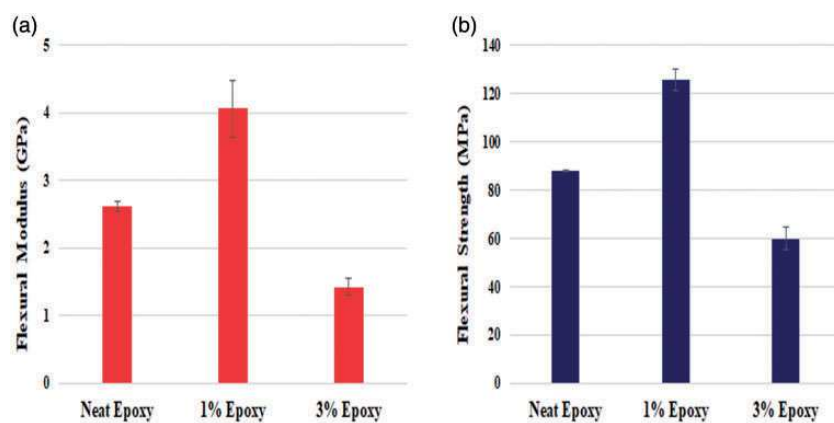 (a)
Flexural Modulus (GPa)
5
4
3
2
1
0
Neat Epoxy 1% Epoxy 3% Epoxy
(b)
Flexural Strength (MPa)
140
120
100
80
60
40
20
0
Neat Epoxy 1% Epoxy 3% Epoxy